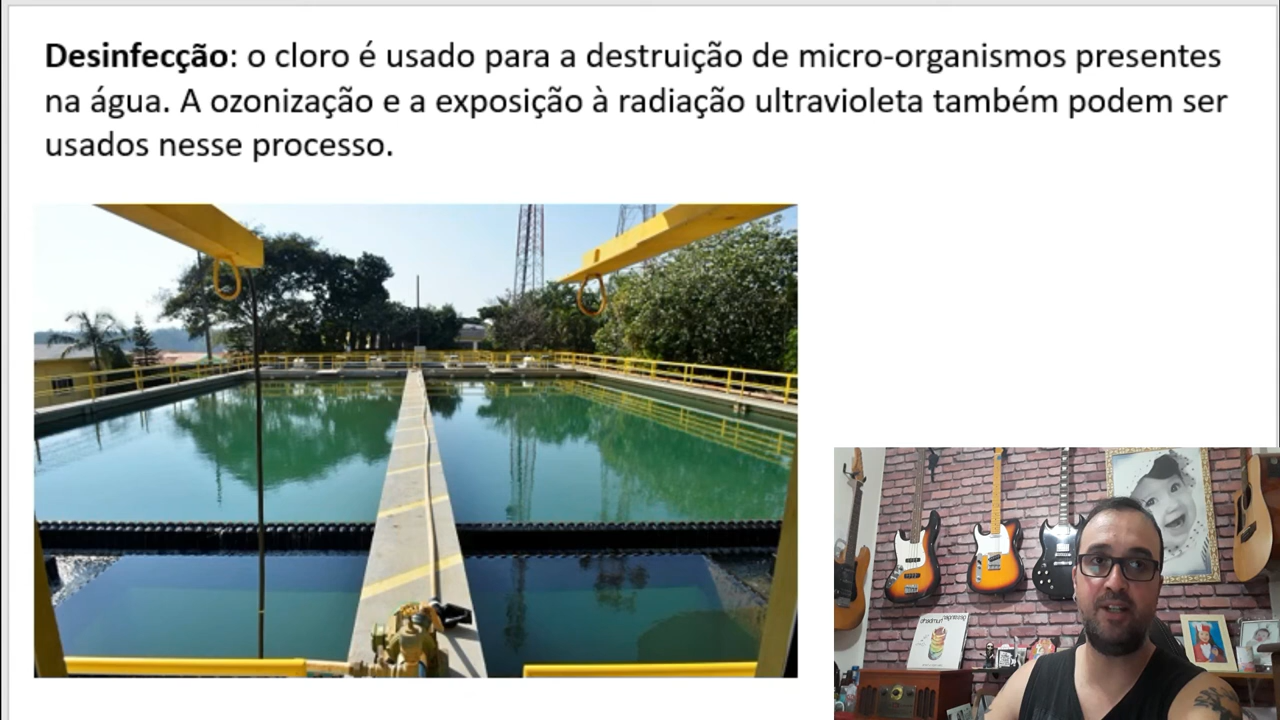 Desinfecção: o cloro é usado para a destruição de micro-organismos presentes
na água. A ozonização e a exposição à radiação ultravioleta também podem ser
usados nesse processo.